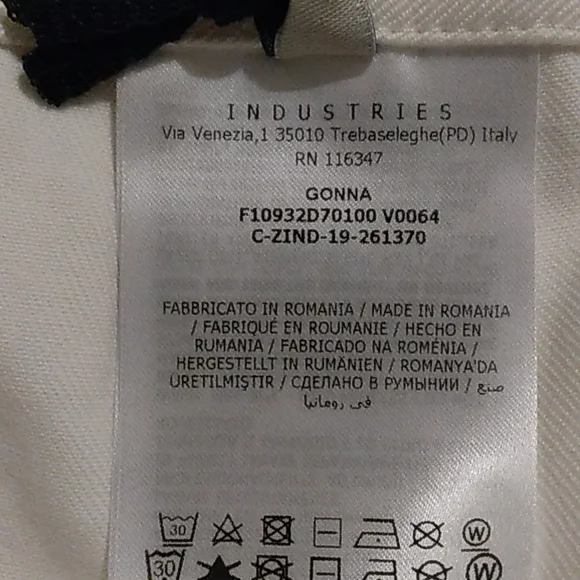 INDUSTRIES
Via Venezia,1 35010 Trebaseleghe(PD) Italy
RN 116347
GONNA
F10932D70100 V0064
C-ZIND-19-261370
FABBRICATO IN ROMANIA / MADE IN ROMANIA
/ FABRIQUÉ EN ROUMANIE / HECHO EN
RUMANIA / FABRICADO NA ROMÉNIA /
HERGESTELLT IN RUMÄNIEN / ROMANYA'DA
ÜRETILMIŞTIR / СДЕЛАНО В РУМЫНИИ / صنع
في رومانيا
30 W
30 W